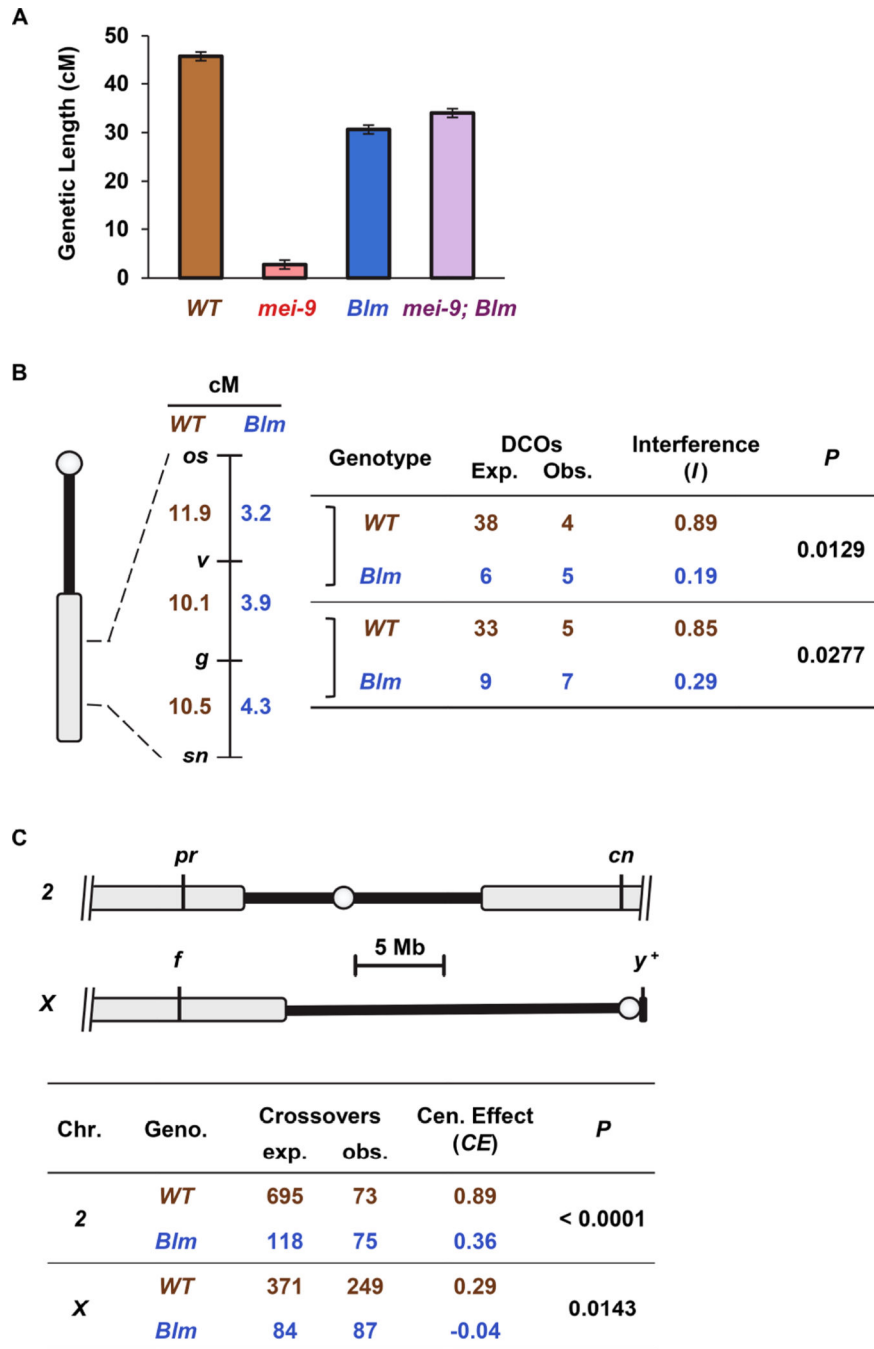 A
50
40
30
20
10
0
Genetic Length (cM)
WT mei-9 Blm mei-9; Blm
B
cM
WT Blm
os
11.9 3.2
v
10.1 3.9
g
10.5 4.3
sn
Genotype DCOs Interference P
Exp. Obs. (I)
WT 38 4 0.89
0.0129
Blm 6 5 0.19
WT 33 5 0.85
0.0277
Blm 9 7 0.29
C
pr cn
2
5 Mb
f y +
X
Chr. Geno. Crossovers Cen. Effect P
exp. obs. (CE)
WT 695 73 0.89
2 < 0.0001
Blm 118 75 0.36
WT 371 249 0.29
X 0.0143
Blm 84 87 -0.04